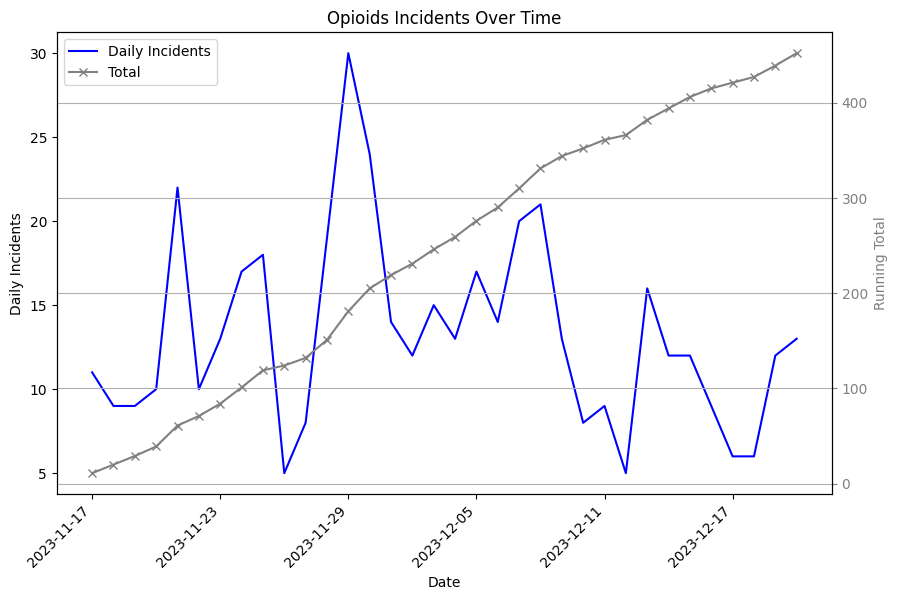 Opioids Incidents Over Time
Daily Incidents
Total
30
25
20
15
10
5
Daily Incidents
400
300
200
100
0
Running Total
2023-11-17
2023-11-23
2023-11-29
2023-12-05
2023-12-11
2023-12-17
Date